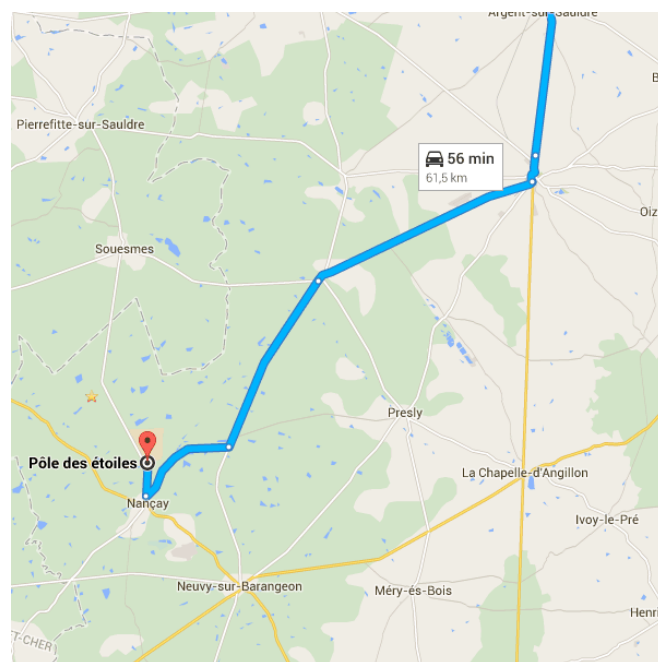 Argent-sur-Sauldre
Pierrefitte-sur-Sauldre
56 min
61,5 km
Oiz
Souesmes
Presly
Pôle des étoiles
La Chapelle-d'Angillon
Nançay
Ivoy-le-Pré
Neuvy-sur-Barangeon
Méry-ès-Bois
Henri
T-CHER